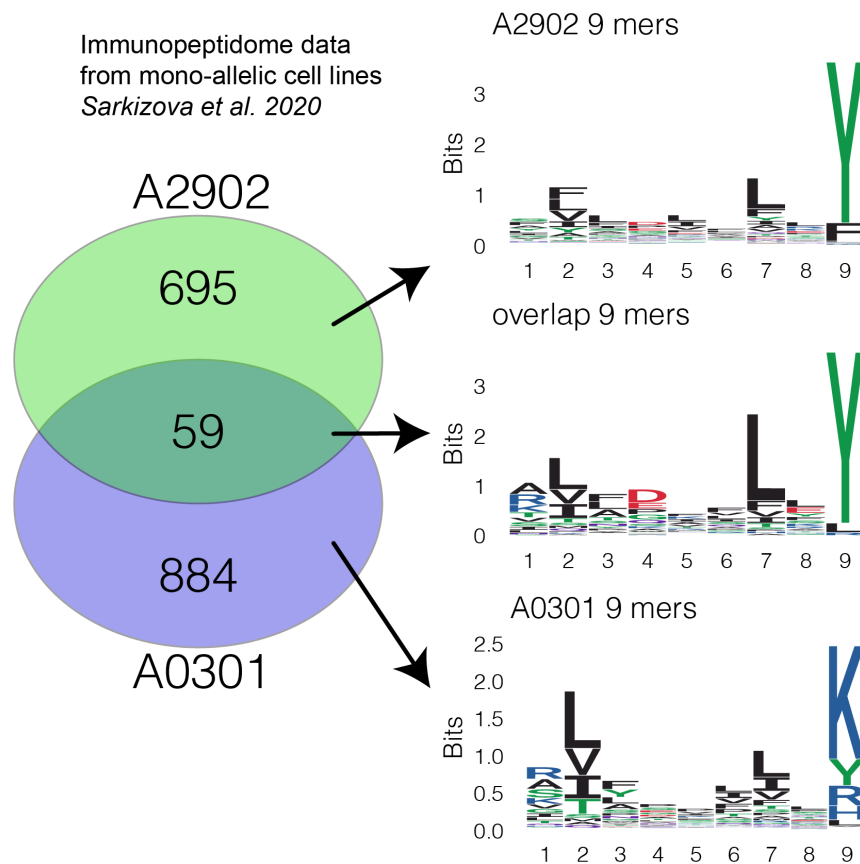 Immunopeptidome data
from mono-allelic cell lines
Sarkizova et al. 2020
A2902
695
59
884
A0301
A2902 9 mers
Bits
3
2
1
0
1 2 3 4 5 6 7 8 9
overlap 9 mers
Bits
3
2
1
0
1 2 3 4 5 6 7 8 9
A0301 9 mers
Bits
2.5
2.0
1.5
1.0
0.5
0.0
1 2 3 4 5 6 7 8 9